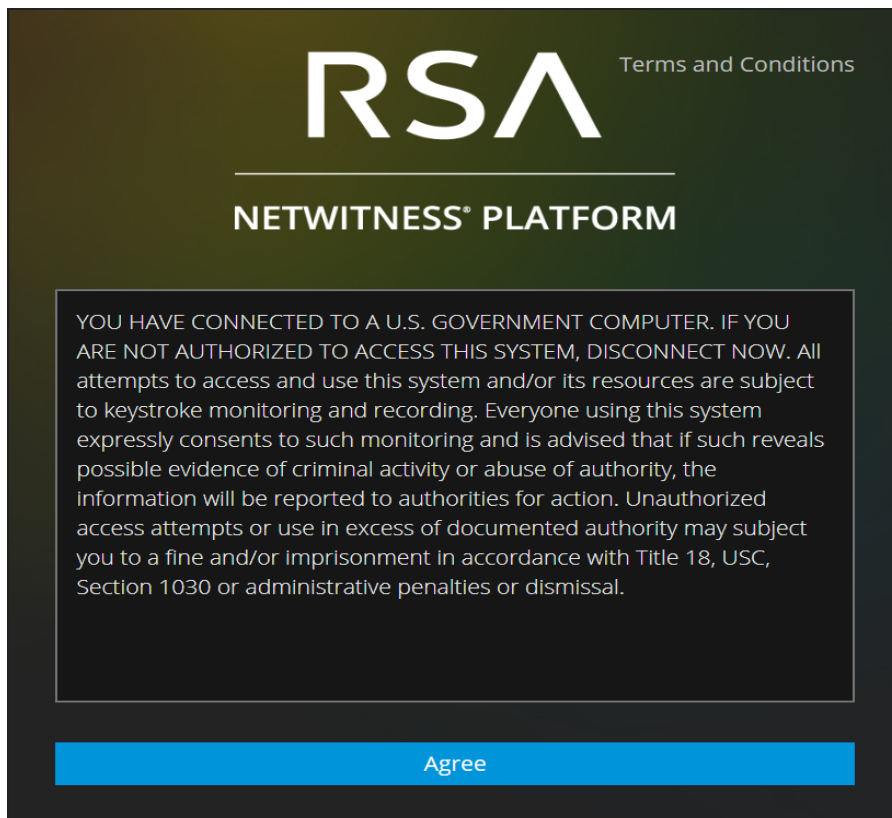 RSA
Terms and Conditions
NETWITNESS® PLATFORM
YOU HAVE CONNECTED TO A U.S. GOVERNMENT COMPUTER. IF YOU
ARE NOT AUTHORIZED TO ACCESS THIS SYSTEM, DISCONNECT NOW. All
attempts to access and use this system and/or its resources are subject
to keystroke monitoring and recording. Everyone using this system
expressly consents to such monitoring and is advised that if such reveals
possible evidence of criminal activity or abuse of authority, the
information will be reported to authorities for action. Unauthorized
access attempts or use in excess of documented authority may subject
you to a fine and/or imprisonment in accordance with Title 18, USC,
Section 1030 or administrative penalties or dismissal.
Agree